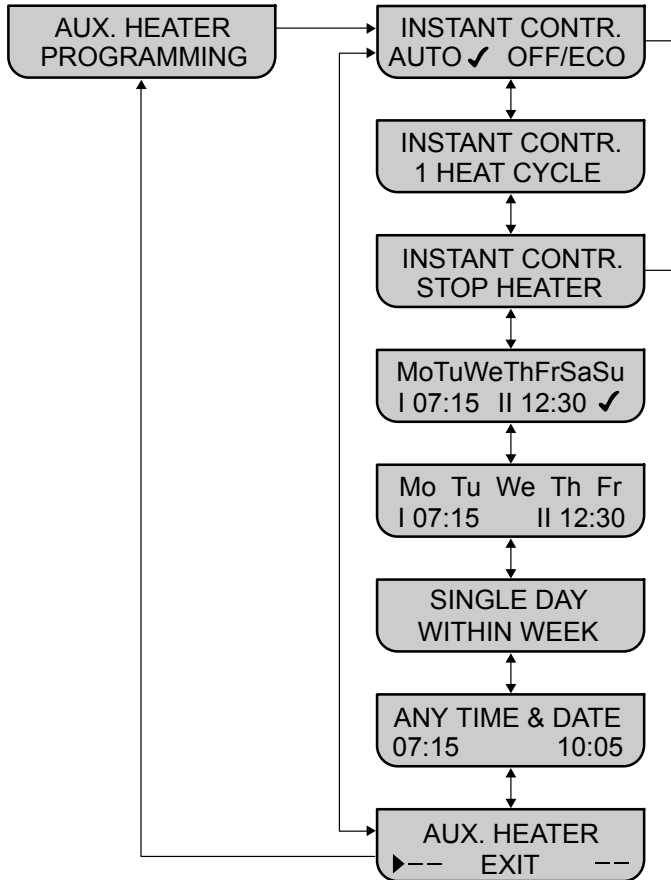 AUX. HEATER
PROGRAMMING
INSTANT CONTR.
AUTO ✓ OFF/ECO
INSTANT CONTR.
1 HEAT CYCLE
INSTANT CONTR.
STOP HEATER
MoTuWeThFrSaSu
I 07:15 II 12:30 ✓
Mo Tu We Th Fr
I 07:15 II 12:30
SINGLE DAY
WITHIN WEEK
ANY TIME & DATE
07:15 10:05
AUX. HEATER
▶-- EXIT --